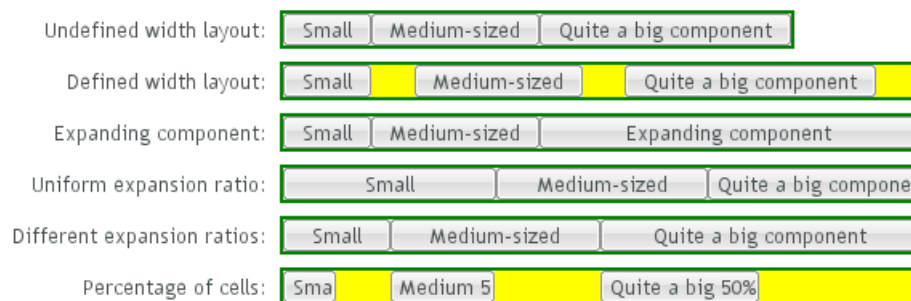 Undefined width layout: Small Medium-sized Quite a big component
Defined width layout: Small Medium-sized Quite a big component
Expanding component: Small Medium-sized Expanding component
Uniform expansion ratio: Small Medium-sized Quite a big compone
Different expansion ratios: Small Medium-sized Quite a big component
Percentage of cells: Sma Medium 5 Quite a big 50%